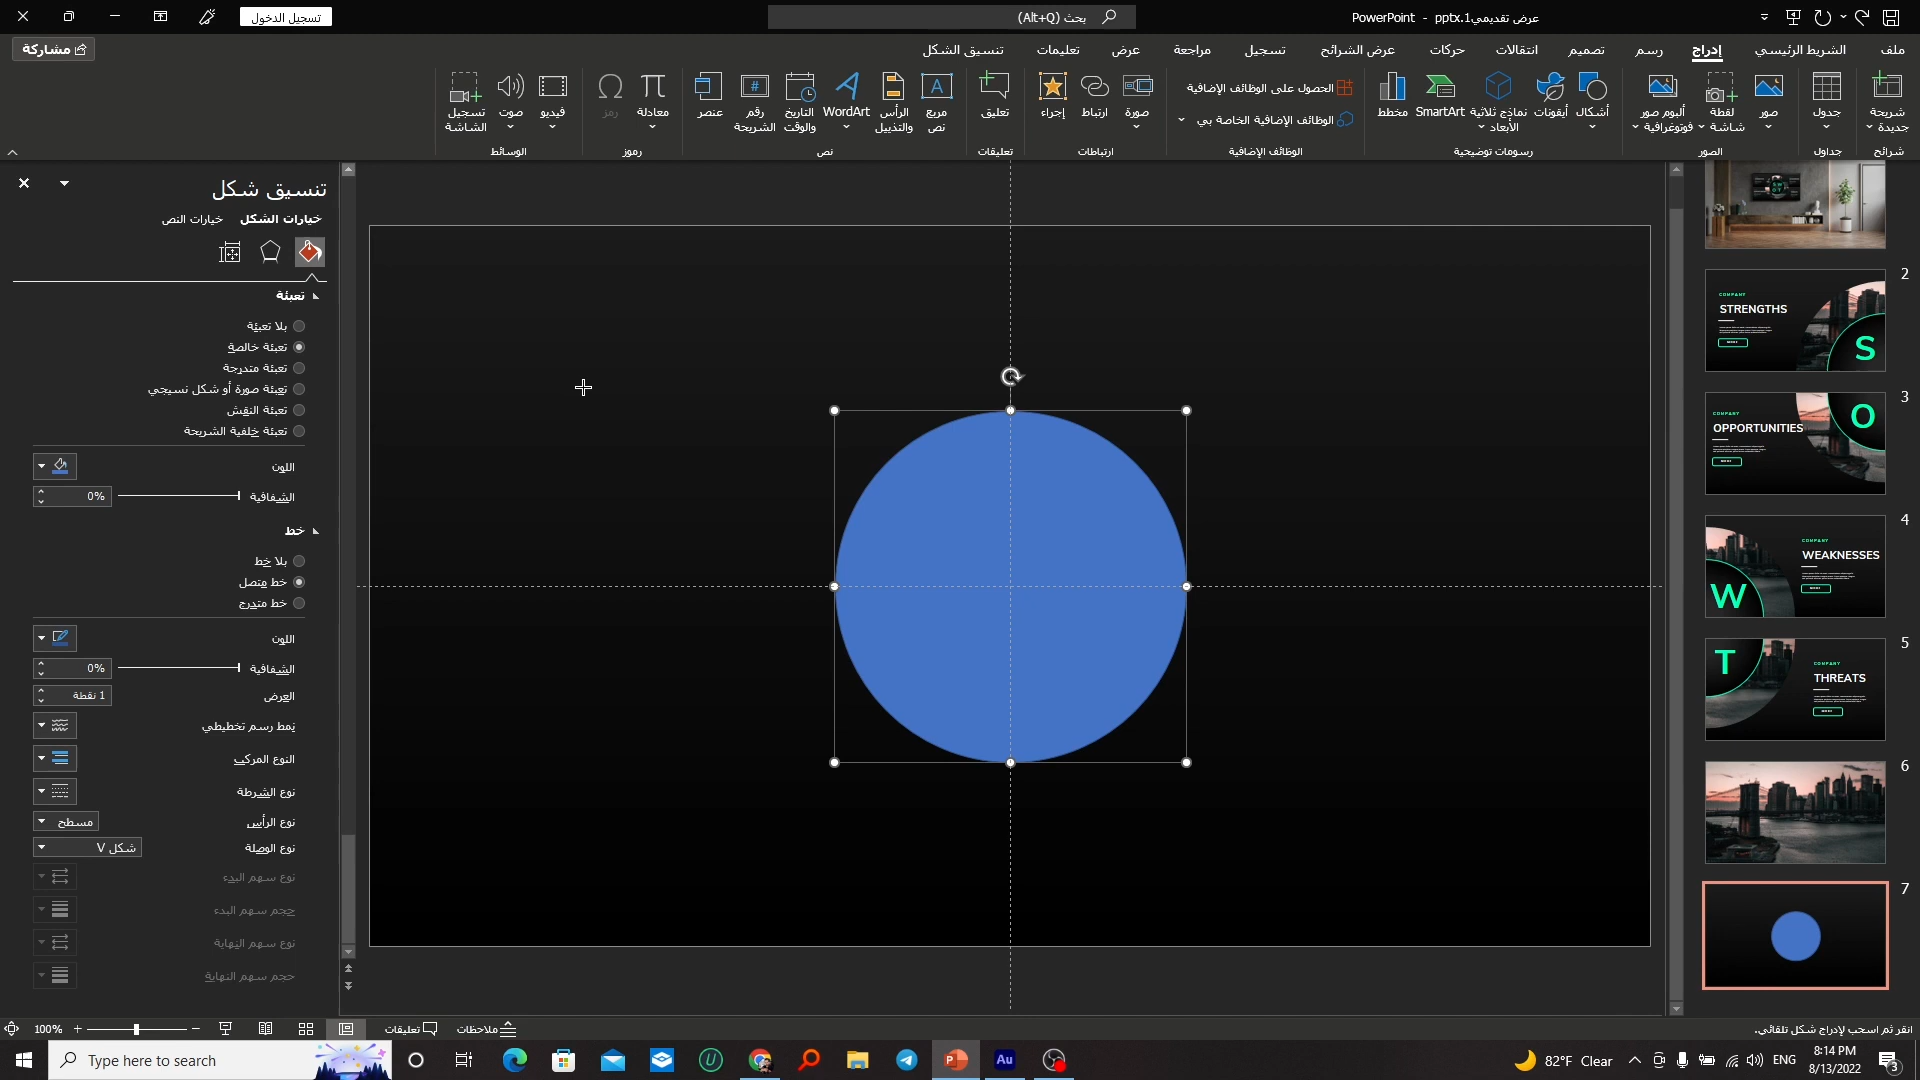 تسجيل الدخول
بحث (Alt+Q)
عرض تقديمي1.pptx - PowerPoint
مشاركة
ملف
الشريط الرئيسي
إدراج
رسم
تصميم
انتقالات
حركات
عرض الشرائح
تسجيل
مراجعة
عرض
تعليمات
تنسيق الشكل
شريحة جديدة
جدول
صور
لقطة شاشة
ألبوم صور فوتوغرافية
أشكال
أيقونات
نماذج ثلاثية الأبعاد
SmartArt
مخطط
الحصول على الوظائف الإضافية
الوظائف الإضافية الخاصة بي
صورة
ارتباط
إجراء
تعليق
مربع نص
الرأس والتذييل
WordArt
التاريخ والوقت
رقم الشريحة
عنصر
معادلة
رمز
فيديو
صوت
تسجيل الشاشة
شرائح
جداول
الصور
رسومات توضيحية
الوظائف الإضافية
ارتباطات
تعليقات
نص
رموز
الوسائط
تنسيق شكل
خيارات الشكل
خيارات النص
تعبئة
بلا تعبئة
تعبئة خالصة
تعبئة متدرجة
تعبئة صورة أو شكل نسيجي
تعبئة النقش
تعبئة خلفية الشريحة
اللون
الشفافية
0%
خط
بلا خط
خط متصل
خط متدرج
اللون
الشفافية
0%
العرض
1 نقطة
نمط رسم تخطيطي
النوع المركب
نوع الشرطة
نوع الرأس
مسطح
نوع الوصلة
شكل V
نوع سهم البدء
حجم سهم البدء
نوع سهم النهاية
حجم سهم النهاية
2
COMPANY
STRENGTHS
S
3
COMPANY
OPPORTUNITIES
O
4
COMPANY
WEAKNESSES
W
5
COMPANY
THREATS
T
6
7
انقر ثم اسحب لإدراج شكل تلقائي.
ملاحظات
تعليقات
100%
Type here to search
82°F Clear
ENG
8:14 PM
8/13/2022
3